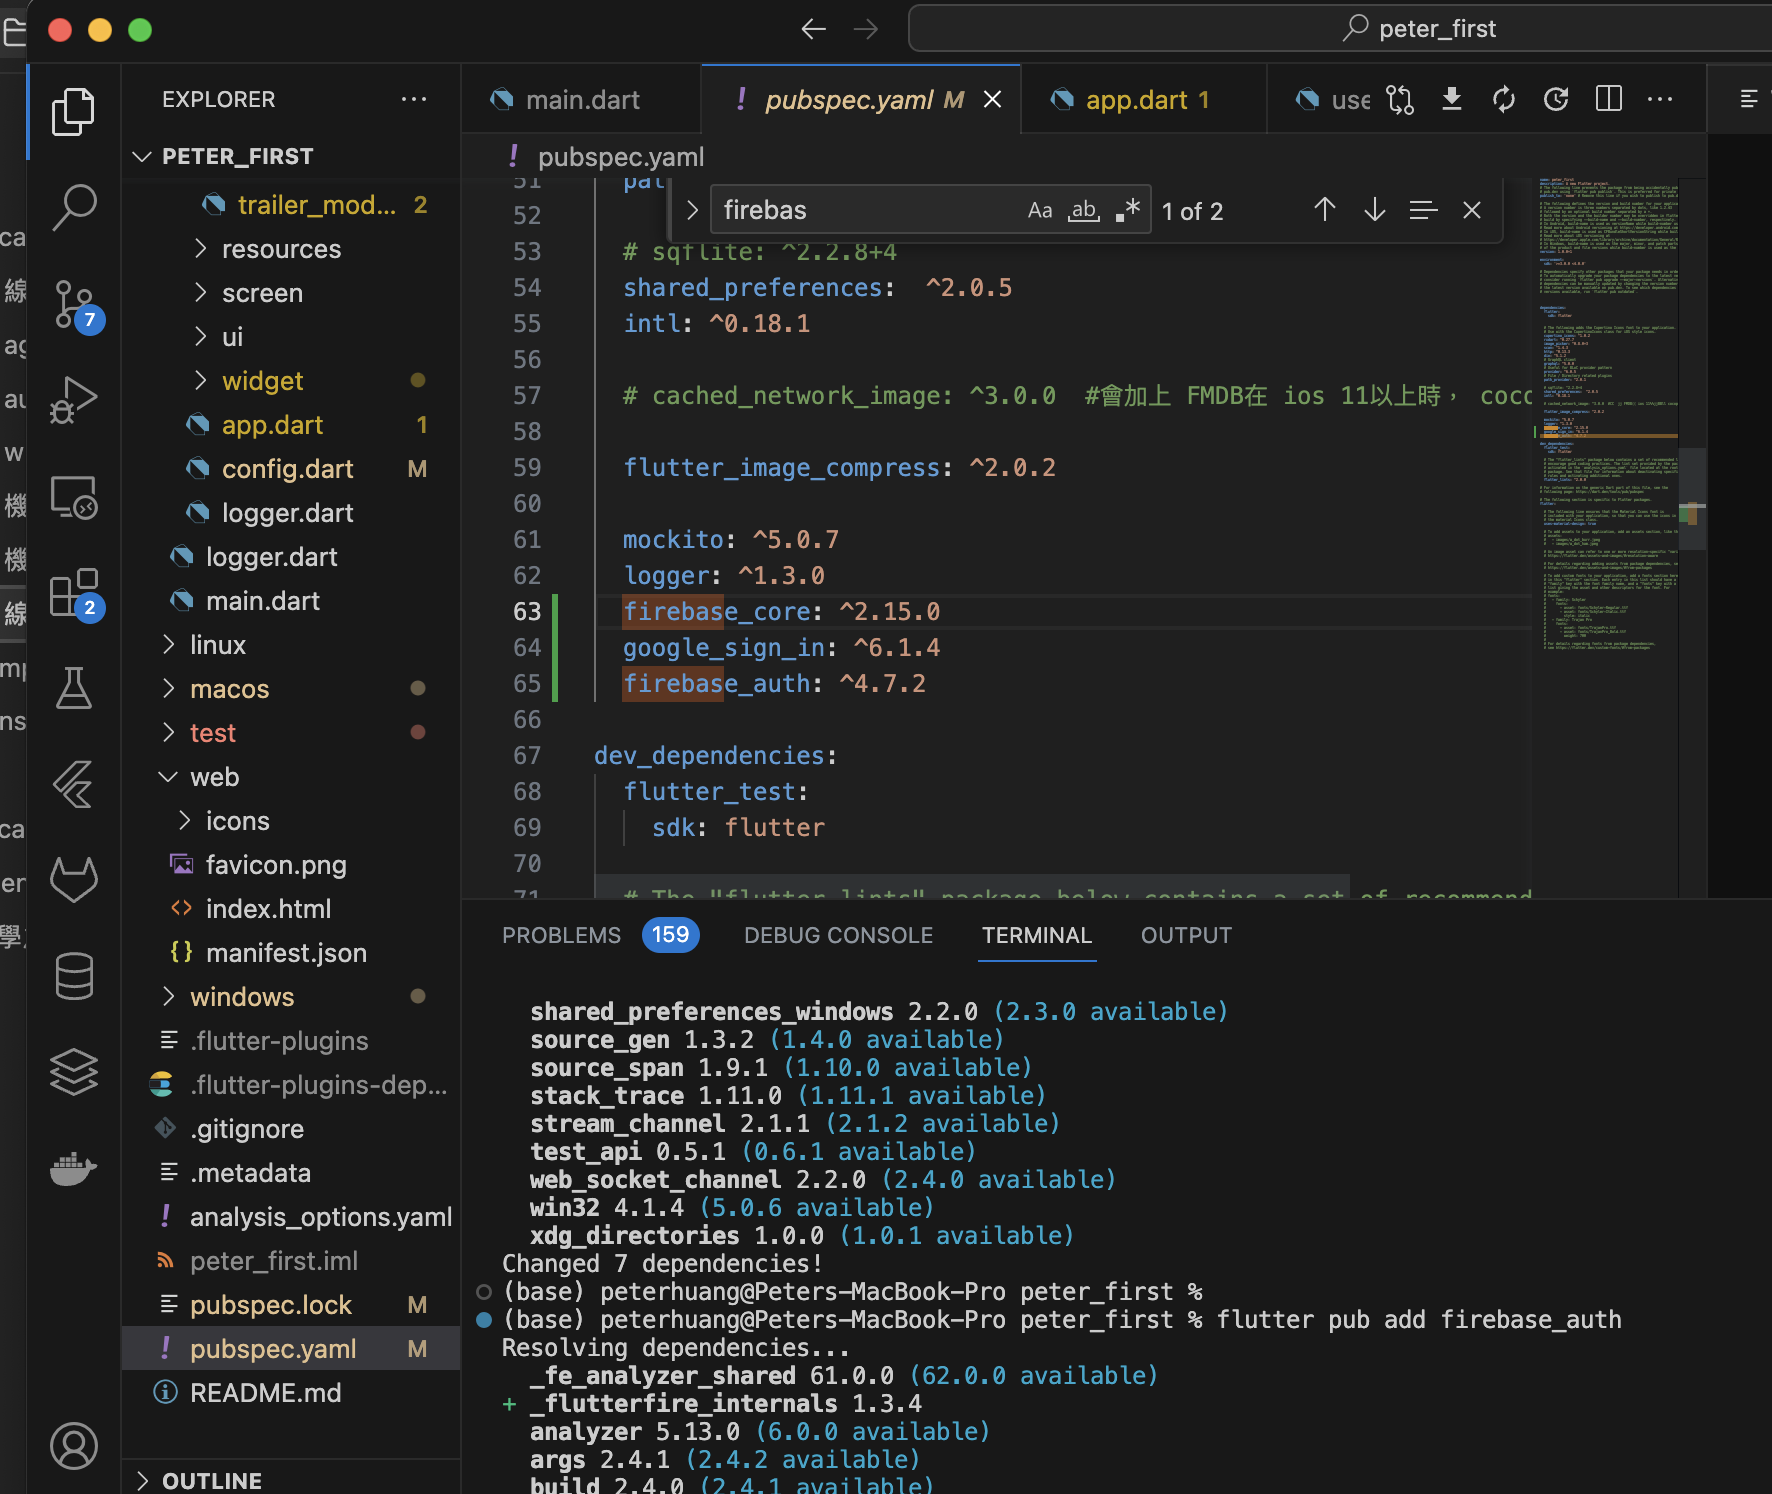 peter_first
EXPLORER
main.dart
pubspec.yaml M
app.dart 1
use
PETER_FIRST
trailer_mod... 2
resources
screen
ui
widget
app.dart 1
config.dart M
logger.dart
logger.dart
main.dart
linux
macos
test
web
icons
favicon.png
index.html
manifest.json
windows
.flutter-plugins
.flutter-plugins-dep...
.gitignore
.metadata
analysis_options.yaml
peter_first.iml
pubspec.lock M
pubspec.yaml M
README.md
OUTLINE
7
2
! pubspec.yaml
firebas Aa ab 1 of 2
51 pat
52
53 # sqflite: ^2.2.8+4
54 shared_preferences: ^2.0.5
55 intl: ^0.18.1
56
57 # cached_network_image: ^3.0.0 #會加上 FMDB在 ios 11以上時， coco
58
59 flutter_image_compress: ^2.0.2
60
61 mockito: ^5.0.7
62 logger: ^1.3.0
63 firebase_core: ^2.15.0
64 google_sign_in: ^6.1.4
65 firebase_auth: ^4.7.2
66
67 dev_dependencies:
68 flutter_test:
69 sdk: flutter
70
71 # The "flutter_lints" package below contains a set of recommend
PROBLEMS 159 DEBUG CONSOLE TERMINAL OUTPUT
shared_preferences_windows 2.2.0 (2.3.0 available)
source_gen 1.3.2 (1.4.0 available)
source_span 1.9.1 (1.10.0 available)
stack_trace 1.11.0 (1.11.1 available)
stream_channel 2.1.1 (2.1.2 available)
test_api 0.5.1 (0.6.1 available)
web_socket_channel 2.2.0 (2.4.0 available)
win32 4.1.4 (5.0.6 available)
xdg_directories 1.0.0 (1.0.1 available)
Changed 7 dependencies!
(base) peterhuang@Peters-MacBook-Pro peter_first %
(base) peterhuang@Peters-MacBook-Pro peter_first % flutter pub add firebase_auth
Resolving dependencies...
_fe_analyzer_shared 61.0.0 (62.0.0 available)
+ _flutterfire_internals 1.3.4
analyzer 5.13.0 (6.0.0 available)
args 2.4.1 (2.4.2 available)
build 2.4.0 (2.4.1 available)